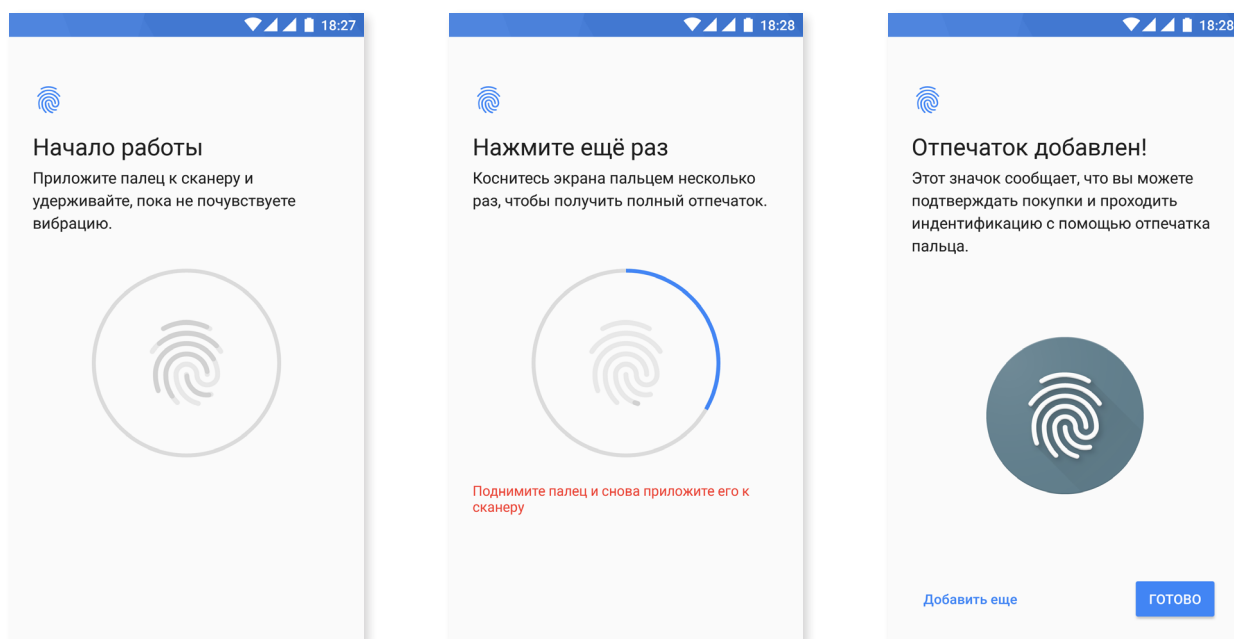 18:27
Начало работы
Приложите палец к сканеру и
удерживайте, пока не почувствуете
вибрацию.
18:28
Нажмите ещё раз
Коснитесь экрана пальцем несколько
раз, чтобы получить полный отпечаток.
Поднимите палец и снова приложите его к
сканеру
18:28
Отпечаток добавлен!
Этот значок сообщает, что вы можете
подтверждать покупки и проходить
индентификацию с помощью отпечатка
пальца.
Добавить еще
ГОТОВО